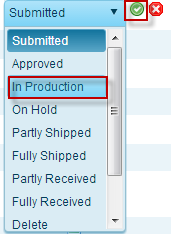 Submitted
Submitted
Approved
In Production
On Hold
Partly Shipped
Fully Shipped
Partly Received
Fully Received
Delete